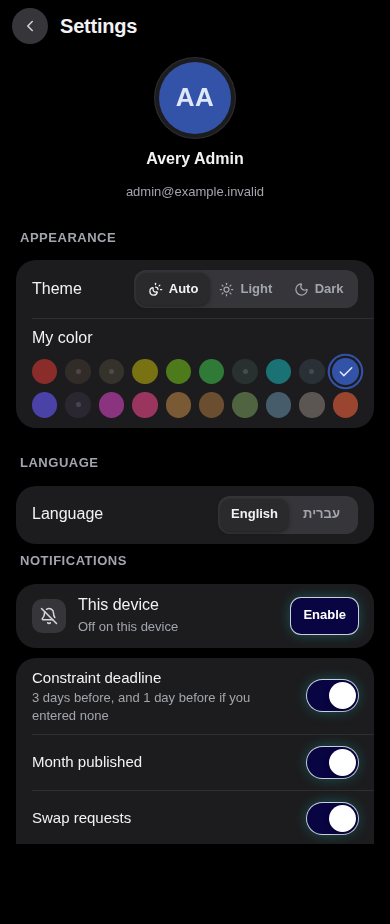 Settings
AA
Avery Admin
admin@example.invalid
APPEARANCE
Theme
Auto
Light
Dark
My color
LANGUAGE
Language
English
עברית
NOTIFICATIONS
This device
Off on this device
Enable
Constraint deadline
3 days before, and 1 day before if you
entered none
Month published
Swap requests